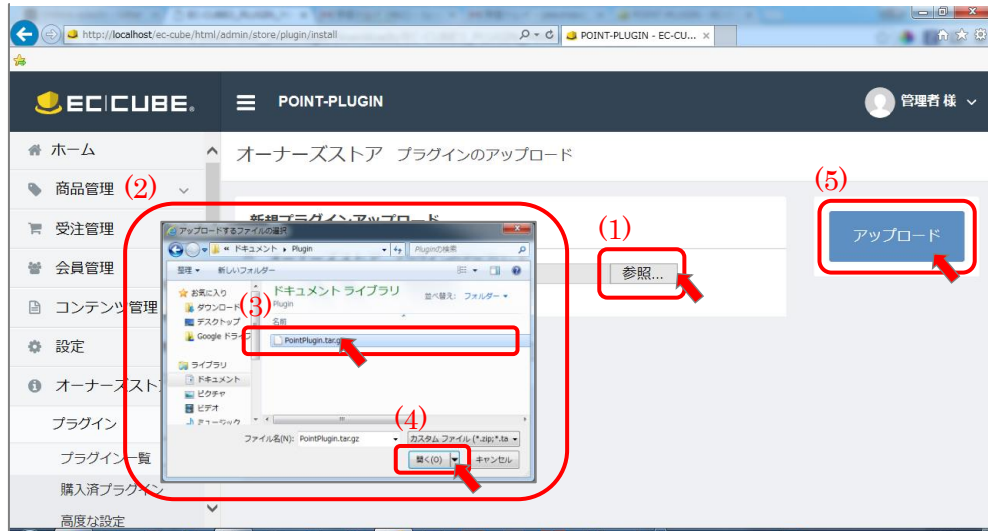 http://localhost/ec-cube/html/admin/store/plugin/install
POINT-PLUGIN - EC-CU...
EC CUBE.
POINT-PLUGIN
管理者 様
ホーム
オーナーズストア プラグインのアップロード
商品管理
(2)
(5)
受注管理
新規プラグインアップロード
(1)
アップロード
アップロードするファイルの選択
ドキュメント
Plugin
Pluginの検索
会員管理
整理
新しいフォルダー
参照...
お気に入り
ドキュメント ライブラリ
並べ替え: フォルダー
ダウンロード
Plugin
コンテンツ管理
(3)
デスクトップ
名前
Google ドライブ
PointPlugin.tar.g
設定
ライブラリ
オーナーズスト
ドキュメント
ピクチャ
ビデオ
プラグイン
(4)
ファイル名(N):
PointPlugin.tar.gz
カスタム ファイル (*.zip;*.ta
プラグイン一覧
開く(O)
キャンセル
購入済プラグイン
高度な設定